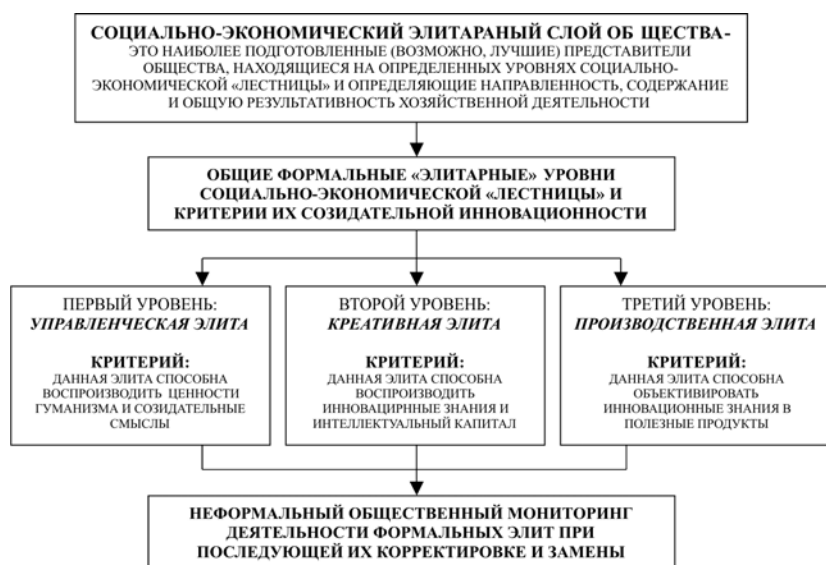 СОЦИАЛЬНО-ЭКОНОМИЧЕСКИЙ ЭЛИТАРАНЫЙ СЛОЙ ОБ ЩЕСТВА-
ЭТО НАИБОЛЕЕ ПОДГОТОВЛЕННЫЕ (ВОЗМОЖНО, ЛУЧШИЕ) ПРЕДСТАВИТЕЛИ
ОБЩЕСТВА, НАХОДЯЩИЕСЯ НА ОПРЕДЕЛЕННЫХ УРОВНЯХ СОЦИАЛЬНО-
ЭКОНОМИЧЕСКОЙ «ЛЕСТНИЦЫ» И ОПРЕДЕЛЯЮЩИЕ НАПРАВЛЕННОСТЬ, СОДЕРЖАНИЕ
И ОБЩУЮ РЕЗУЛЬТАТИВНОСТЬ ХОЗЯЙСТВЕННОЙ ДЕЯТЕЛЬНОСТИ
ОБЩИЕ ФОРМАЛЬНЫЕ «ЭЛИТАРНЫЕ» УРОВНИ
СОЦИАЛЬНО-ЭКОНОМИЧЕСКОЙ «ЛЕСТНИЦЫ» И
КРИТЕРИИ ИХ СОЗИДАТЕЛЬНОЙ ИННОВАЦИОННОСТИ
ПЕРВЫЙ УРОВЕНЬ:
УПРАВЛЕНЧЕСКАЯ ЭЛИТА
КРИТЕРИЙ:
ДАННАЯ ЭЛИТА СПОСОБНА
ВОСПРОИЗВОДИТЬ ЦЕННОСТИ
ГУМАНИЗМА И СОЗИДАТЕЛЬНЫЕ
СМЫСЛЫ
ВТОРОЙ УРОВЕНЬ:
КРЕАТИВНАЯ ЭЛИТА
КРИТЕРИЙ:
ДАННАЯ ЭЛИТА СПОСОБНА
ВОСПРОИЗВОДИТЬ
ИННОВАЦИРННЫЕ ЗНАНИЯ И
ИНТЕЛЛЕКТУАЛЬНЫЙ КАПИТАЛ
ТРЕТИЙ УРОВЕНЬ:
ПРОИЗВОДСТВЕННАЯ ЭЛИТА
КРИТЕРИЙ:
ДАННАЯ ЭЛИТА СПОСОБНА
ОБЪЕКТИВИРОВАТЬ
ИННОВАЦИОННЫЕ ЗНАНИЯ В
ПОЛЕЗНЫЕ ПРОДУКТЫ
НЕФОРМАЛЬНЫЙ ОБЩЕСТВЕННЫЙ МОНИТОРИНГ
ДЕЯТЕЛЬНОСТИ ФОРМАЛЬНЫХ ЭЛИТ ПРИ
ПОСЛЕДУЮЩЕЙ ИХ КОРРЕКТИРОВКЕ И ЗАМЕНЫ